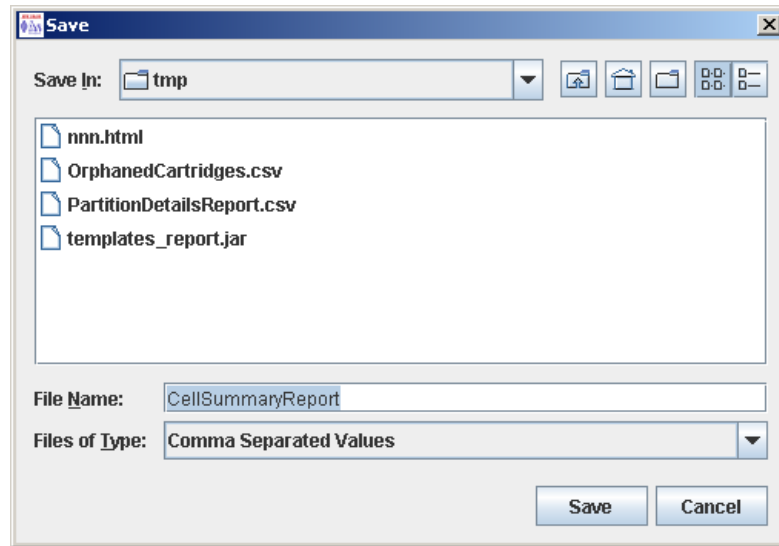 Save
Save In: tmp
nnn.html
OrphanedCartridges.csv
PartitionDetailsReport.csv
templates_report.jar
File Name: CellSummaryReport
Files of Type: Comma Separated Values
Save Cancel